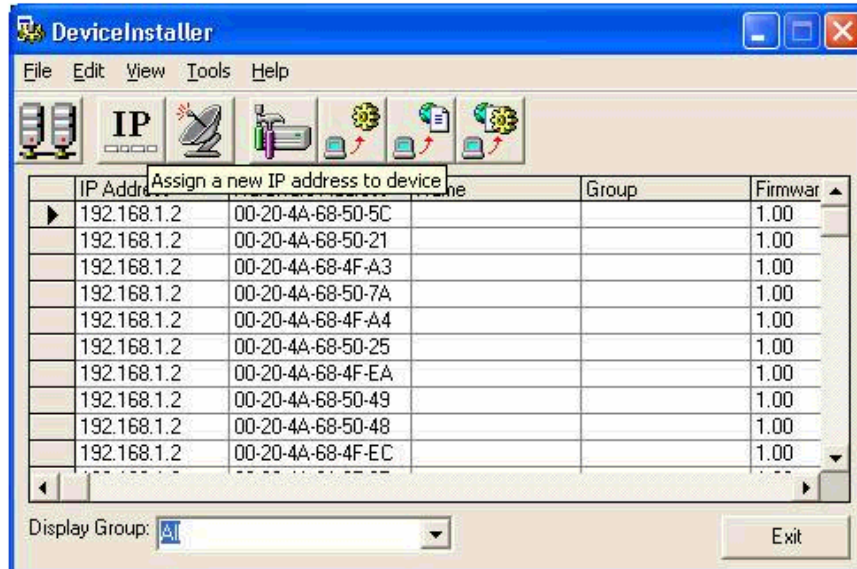 DeviceInstaller
File Edit View Tools Help
IP
Assign a new IP address to device
IP Addre Group Firmwar
192.168.1.2 00-20-4A-68-50-5C 1.00
192.168.1.2 00-20-4A-68-50-21 1.00
192.168.1.2 00-20-4A-68-4F-A3 1.00
192.168.1.2 00-20-4A-68-50-7A 1.00
192.168.1.2 00-20-4A-68-4F-A4 1.00
192.168.1.2 00-20-4A-68-50-25 1.00
192.168.1.2 00-20-4A-68-4F-EA 1.00
192.168.1.2 00-20-4A-68-50-49 1.00
192.168.1.2 00-20-4A-68-50-48 1.00
192.168.1.2 00-20-4A-68-4F-EC 1.00
Display Group: All
Exit